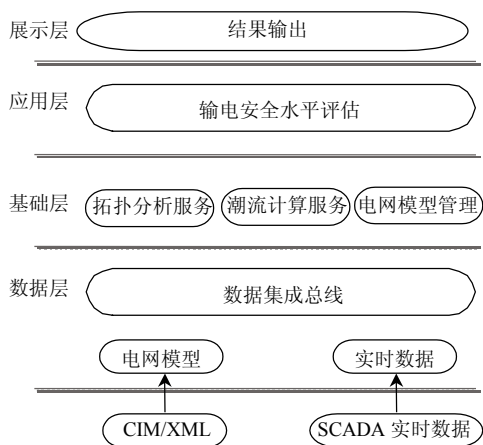 展示层 结果输出
应用层 输电安全水平评估
基础层 拓扑分析服务 潮流计算服务 电网模型管理
数据层 数据集成总线
电网模型 实时数据
CIM/XML SCADA 实时数据